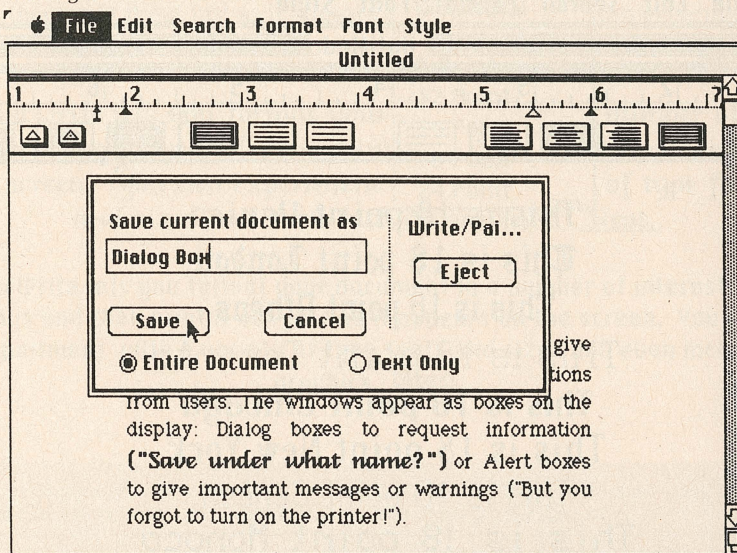 File Edit Search Format Font Style
Untitled
1 2 3 4 5 6 7
Save current document as
Dialog Box
Write/Pai...
Eject
Save
Cancel
Entire Document
Text Only
give
tions
from users. The windows appear as boxes on the
display: Dialog boxes to request information
("Save under what name?") or Alert boxes
to give important messages or warnings ("But you
forgot to turn on the printer!").